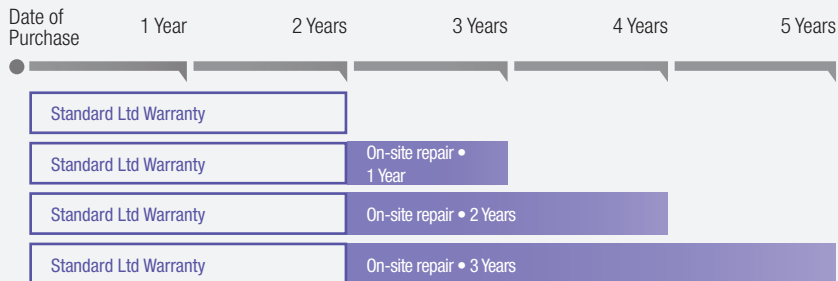 Date of
Purchase
1 Year
2 Years
3 Years
4 Years
5 Years
Standard Ltd Warranty
Standard Ltd Warranty
On-site repair •
1 Year
Standard Ltd Warranty
On-site repair • 2 Years
Standard Ltd Warranty
On-site repair • 3 Years